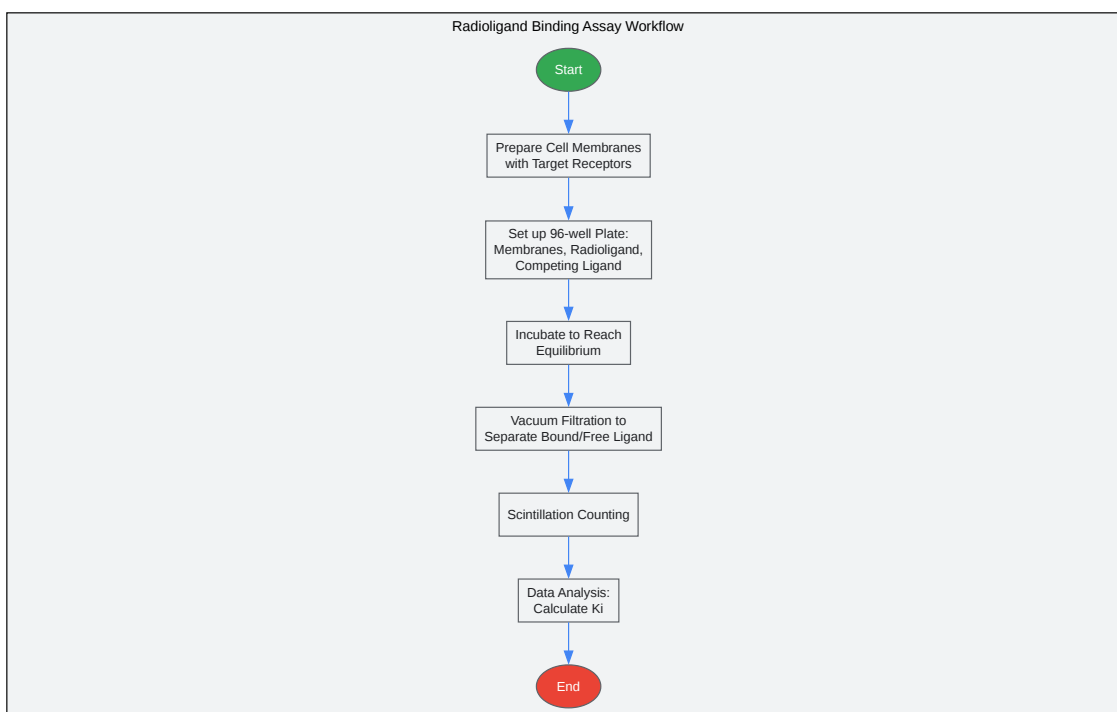 Radioligand Binding Assay Workflow
Start
Prepare Cell Membranes
with Target Receptors
Set up 96-well Plate:
Membranes, Radioligand,
Competing Ligand
Incubate to Reach
Equilibrium
Vacuum Filtration to
Separate Bound/Free Ligand
Scintillation Counting
Data Analysis:
Calculate Ki
End